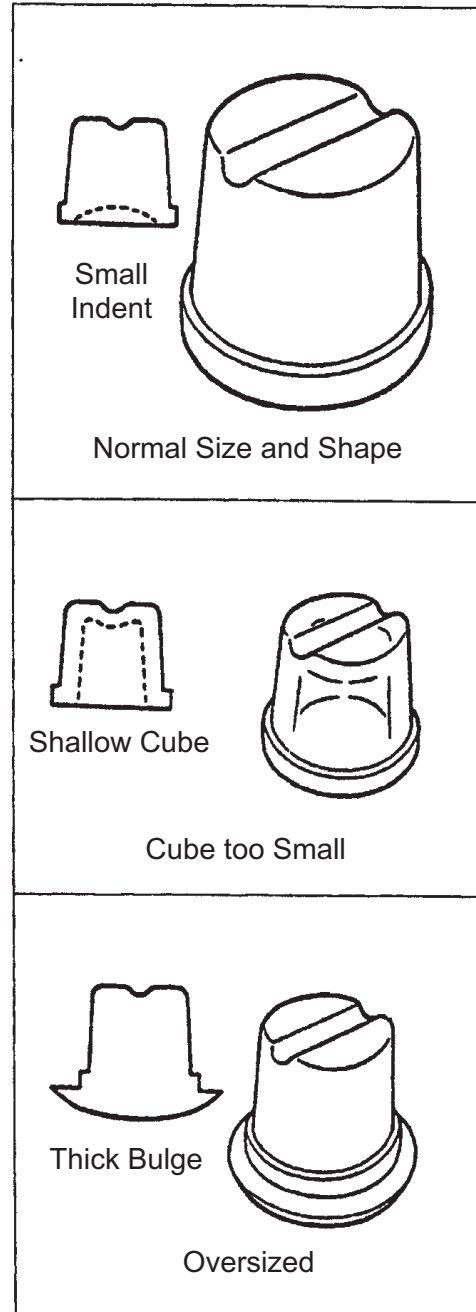 Small
Indent
Normal Size and Shape
Shallow Cube
Cube too Small
Thick Bulge
Oversized